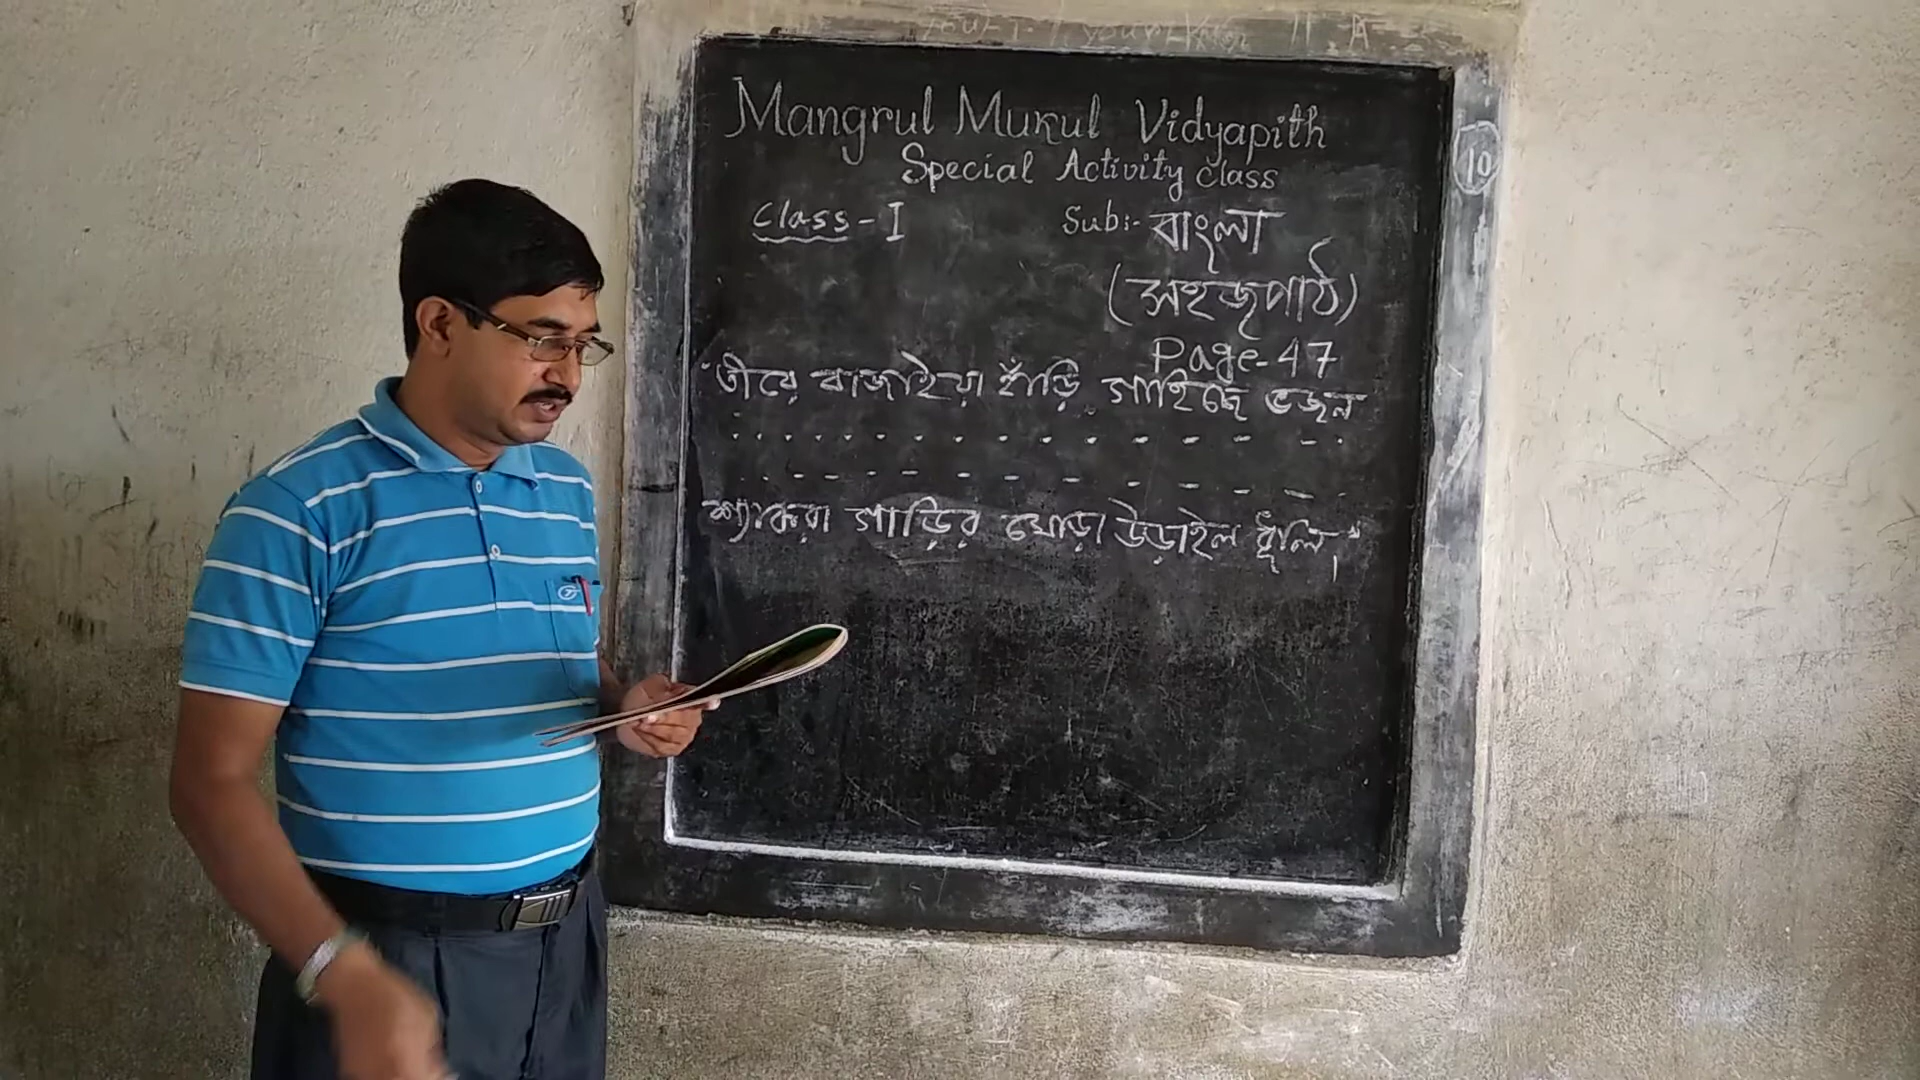 Mangrul Mukul Vidyapith
Special Activity class
Class - I
Sub:- বাংলা
(সহজপাঠ)
Page-47
"তীরে বাজাইয়া হাঁড়ি গাহিছে ভজন
শ্যাকরা গাড়ির ঘোড়া উড়াইল ধূলি।"
10